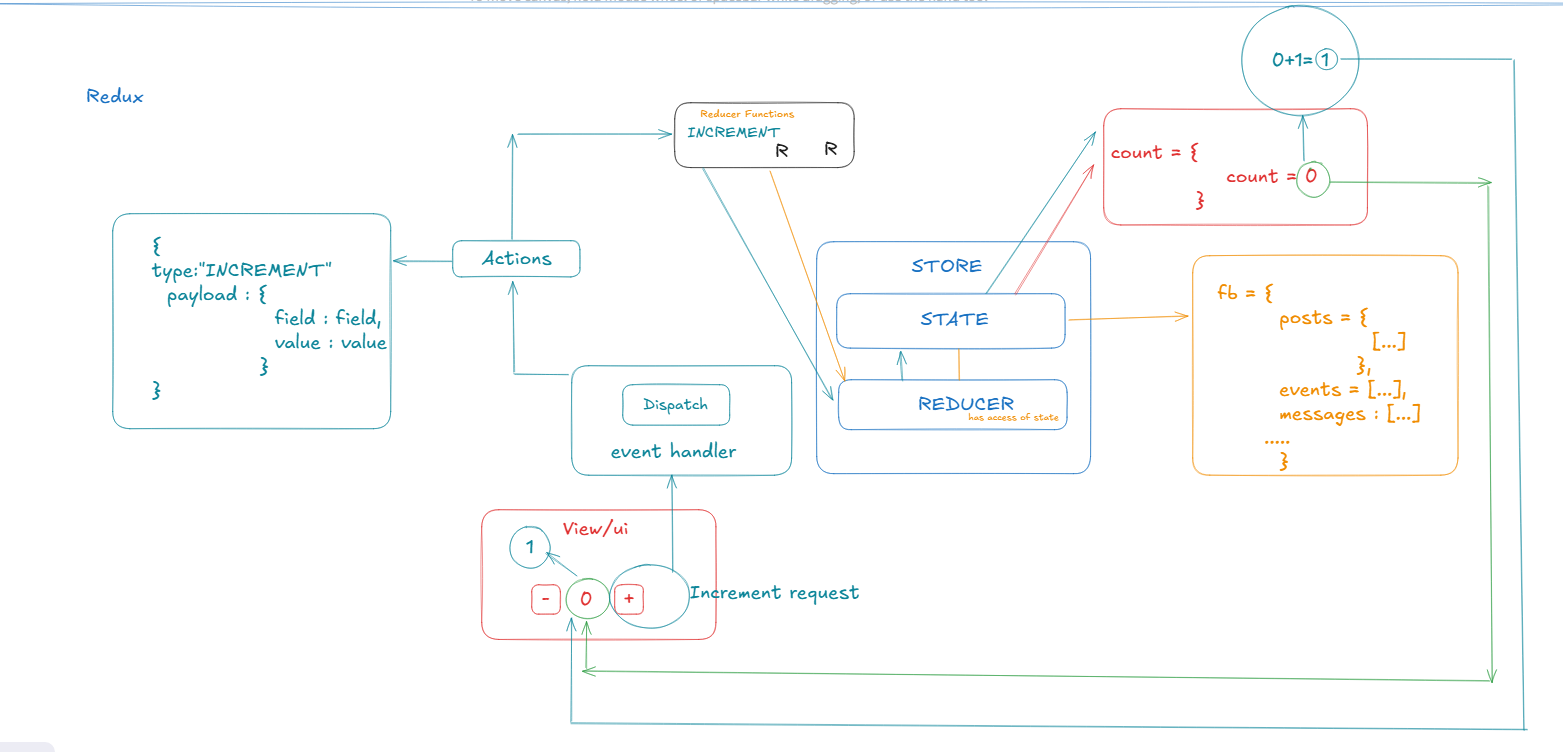 Redux
0+1= 1
Reducer Functions
INCREMENT
R R
count = {
count = 0
}
{
type:"INCREMENT"
payload : {
field : field,
value : value
}
}
Actions
STORE
STATE
REDUCER
has access of state
fb = {
posts = {
[...]
},
events = [...],
messages : [...]
.....
}
Dispatch
event handler
View/ui
1
- 0 +
Increment request